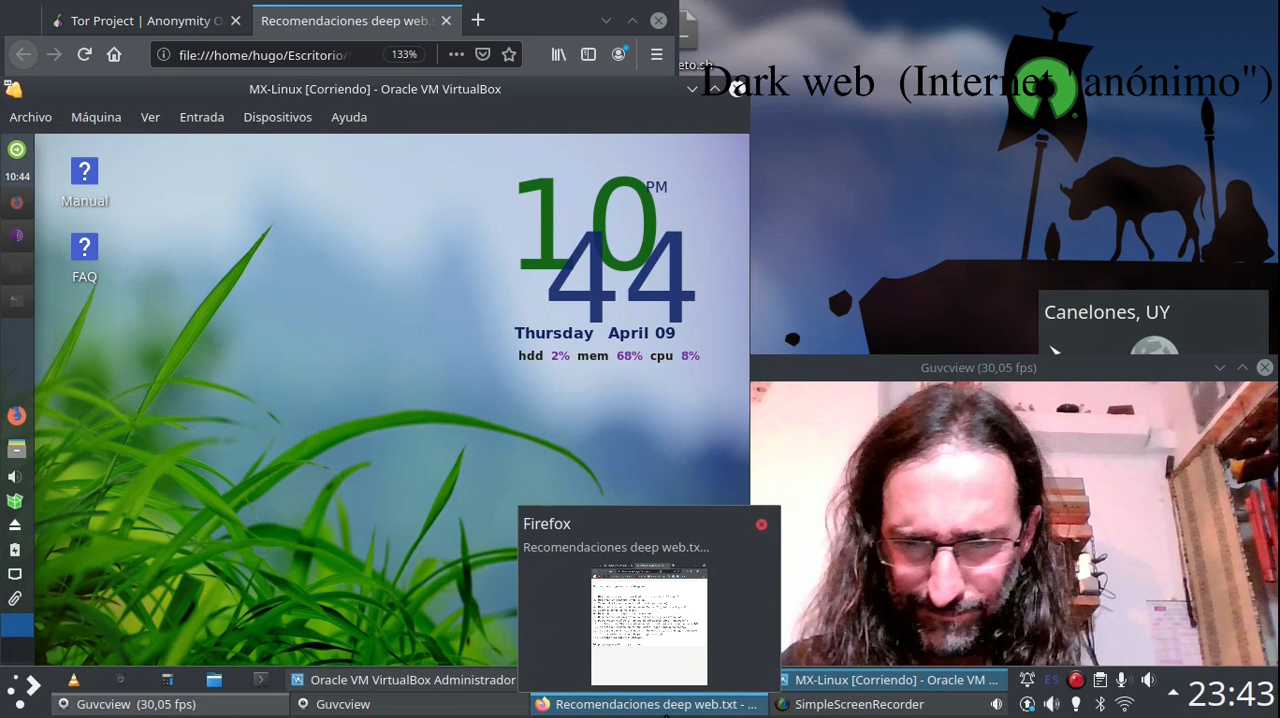 Tor Project | Anonymity O
Recomendaciones deep web.
file:///home/hugo/Escritorio/
133%
eto.sh
Dark web (Internet "anónimo")
MX-Linux [Corriendo] - Oracle VM VirtualBox
Archivo Máquina Ver Entrada Dispositivos Ayuda
10:44
Manual
FAQ
10 PM
44
Thursday April 09
hdd 2% mem 68% cpu 8%
Canelones, UY
Guvcview (30,05 fps)
Firefox
Recomendaciones deep web.tx...
Oracle VM VirtualBox Administrador
MX-Linux [Corriendo] - Oracle VM ...
ES
Guvcview (30,05 fps)
Guvcview
Recomendaciones deep web.txt - ...
SimpleScreenRecorder
23:43